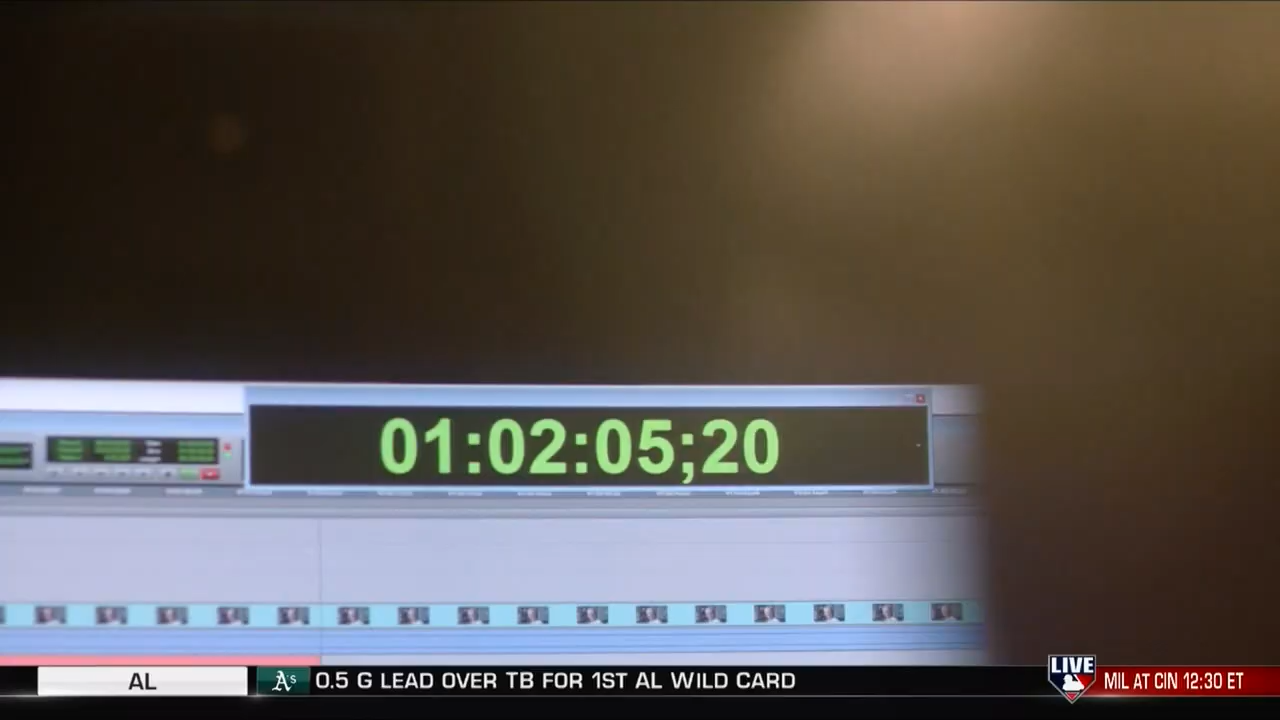 01:02:05;20
AL
A's 0.5 G LEAD OVER TB FOR 1ST AL WILD CARD
LIVE
MIL AT CIN 12:30 ET